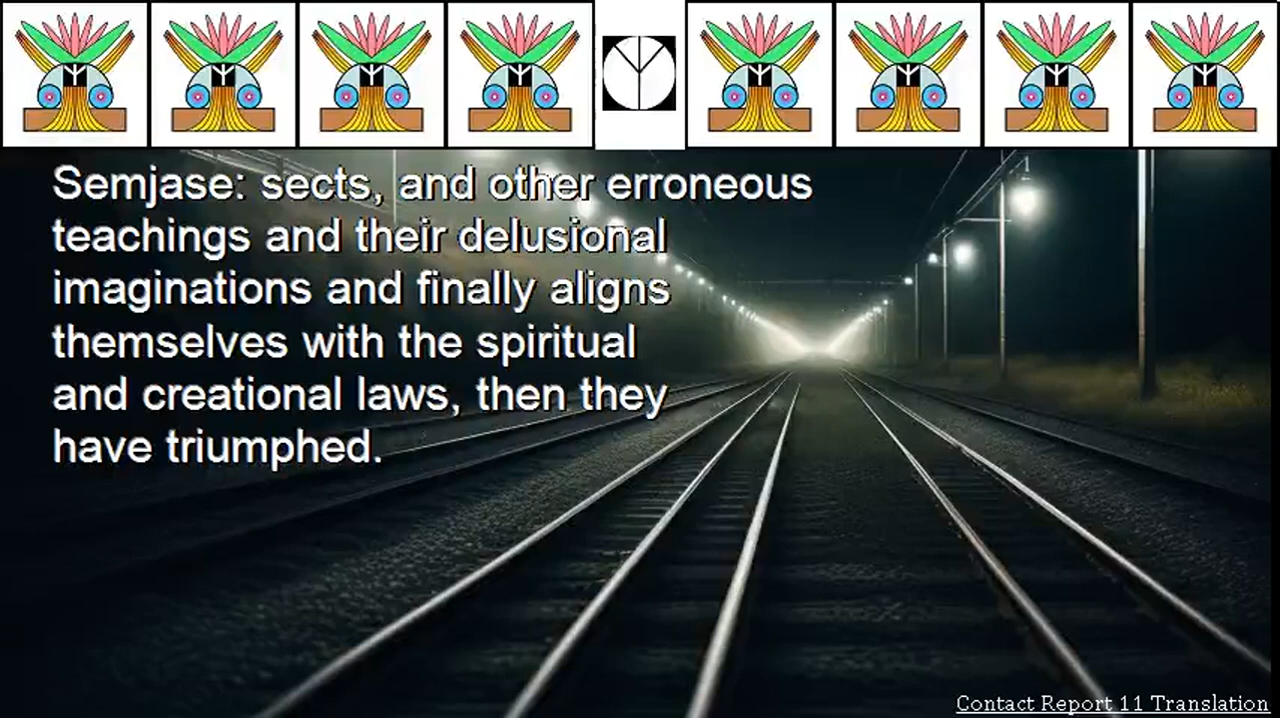 Semjase: sects, and other erroneous
teachings and their delusional
imaginations and finally aligns
themselves with the spiritual
and creational laws, then they
have triumphed.
Contact Report 11 Translation